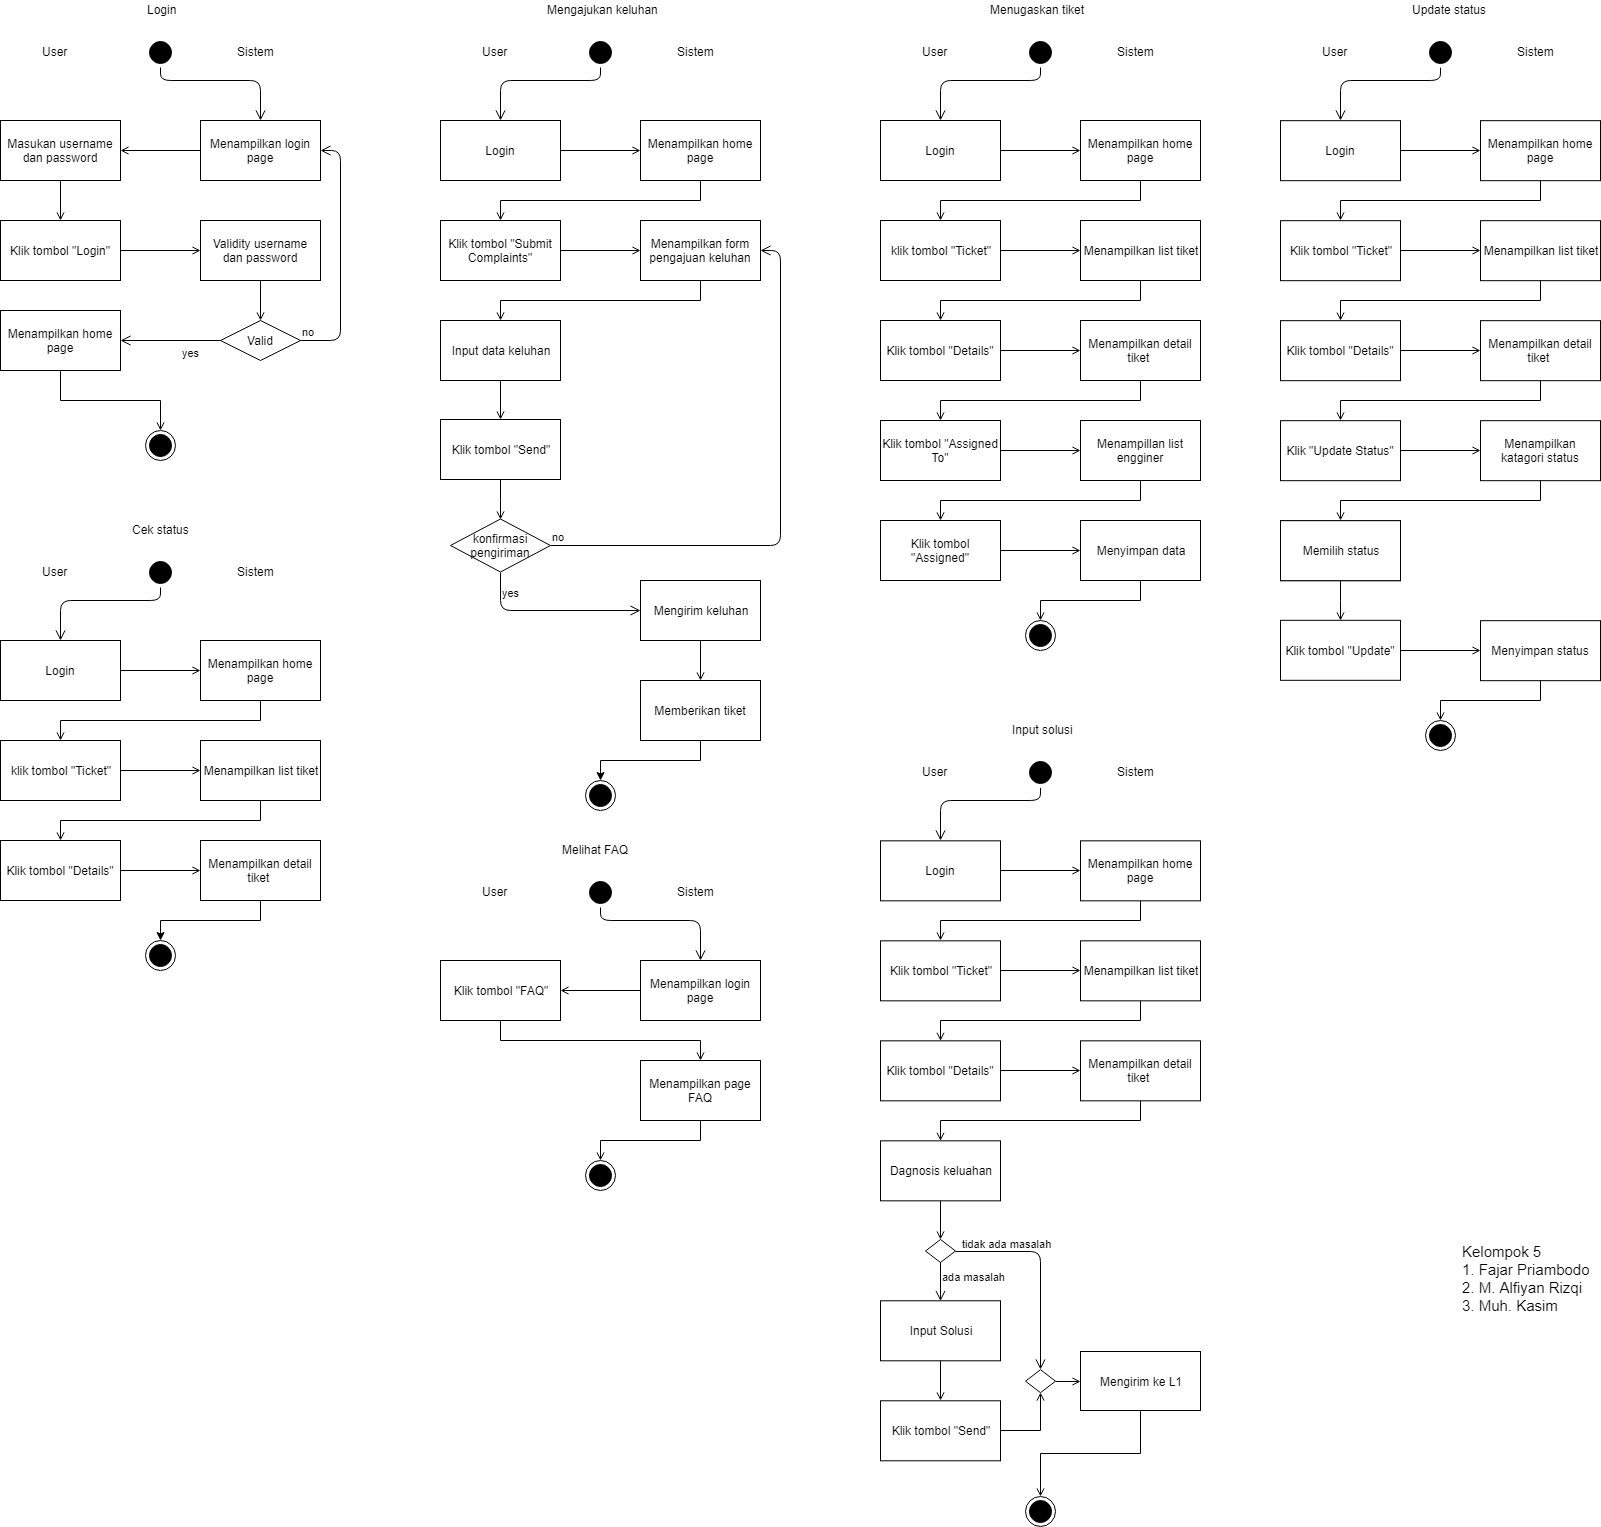 Login
User
Sistem
Masukan username
dan password
Menampilkan login
page
Klik tombol "Login"
Validity username
dan password
Menampilkan home
page
Valid
no
yes
Cek status
User
Sistem
Login
Menampilkan home
page
klik tombol "Ticket"
Menampilkan list tiket
Klik tombol "Details"
Menampilkan detail
tiket
Mengajukan keluhan
User
Sistem
Login
Menampilkan home
page
Klik tombol "Submit
Complaints"
Menampilkan form
pengajuan keluhan
Input data keluhan
Klik tombol "Send"
konfirmasi
pengiriman
no
yes
Mengirim keluhan
Memberikan tiket
Melihat FAQ
User
Sistem
Klik tombol "FAQ"
Menampilkan login
page
Menampilkan page
FAQ
Menugaskan tiket
User
Sistem
Login
Menampilkan home
page
klik tombol "Ticket"
Menampilkan list tiket
Klik tombol "Details"
Menampilkan detail
tiket
Klik tombol "Assigned
To"
Menampillan list
engginer
Klik tombol
"Assigned"
Menyimpan data
Input solusi
User
Sistem
Login
Menampilkan home
page
Klik tombol "Ticket"
Menampilkan list tiket
Klik tombol "Details"
Menampilkan detail
tiket
Dagnosis keluahan
tidak ada masalah
ada masalah
Input Solusi
Mengirim ke L1
Klik tombol "Send"
Update status
User
Sistem
Login
Menampilkan home
page
Klik tombol "Ticket"
Menampilkan list tiket
Klik tombol "Details"
Menampilkan detail
tiket
Klik "Update Status"
Menampilkan
katagori status
Memilih status
Klik tombol "Update"
Menyimpan status
Kelompok 5
1. Fajar Priambodo
2. M. Alfiyan Rizqi
3. Muh. Kasim